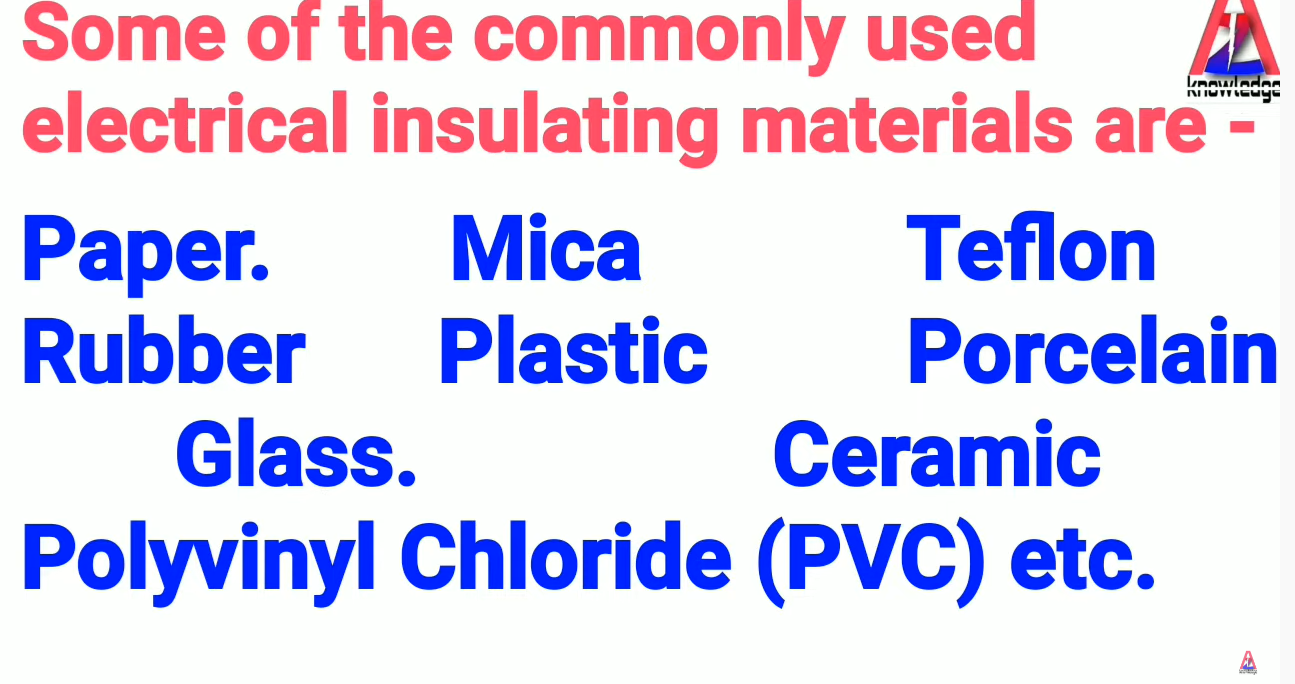 Some of the commonly used
knowledge
electrical insulating materials are -
Paper. Mica Teflon
Rubber Plastic Porcelain
Glass. Ceramic
Polyvinyl Chloride (PVC) etc.